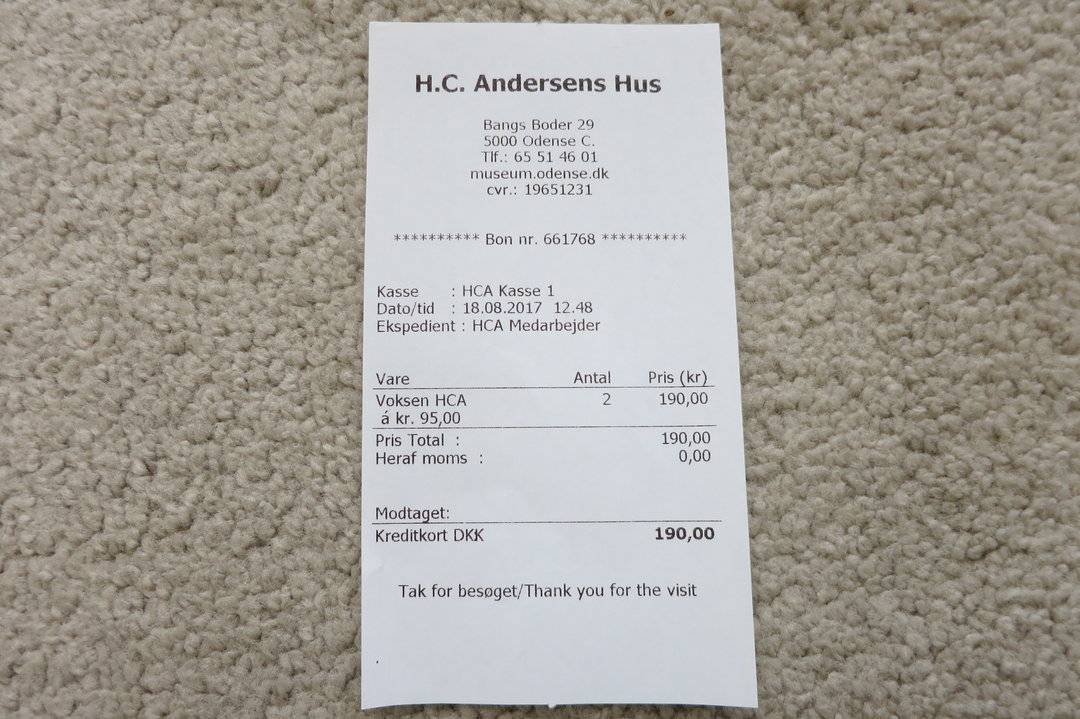 H.C. Andersens Hus
Bangs Boder 29
5000 Odense C.
Tlf.: 65 51 46 01
museum.odense.dk
cvr.: 19651231
********** Bon nr. 661768 **********
Kasse : HCA Kasse 1
Dato/tid : 18.08.2017 12.48
Ekspedient : HCA Medarbejder
Vare Antal Pris (kr)
Voksen HCA 2 190,00
á kr. 95,00
Pris Total : 190,00
Heraf moms : 0,00
Modtaget:
Kreditkort DKK 190,00
Tak for besøget/Thank you for the visit